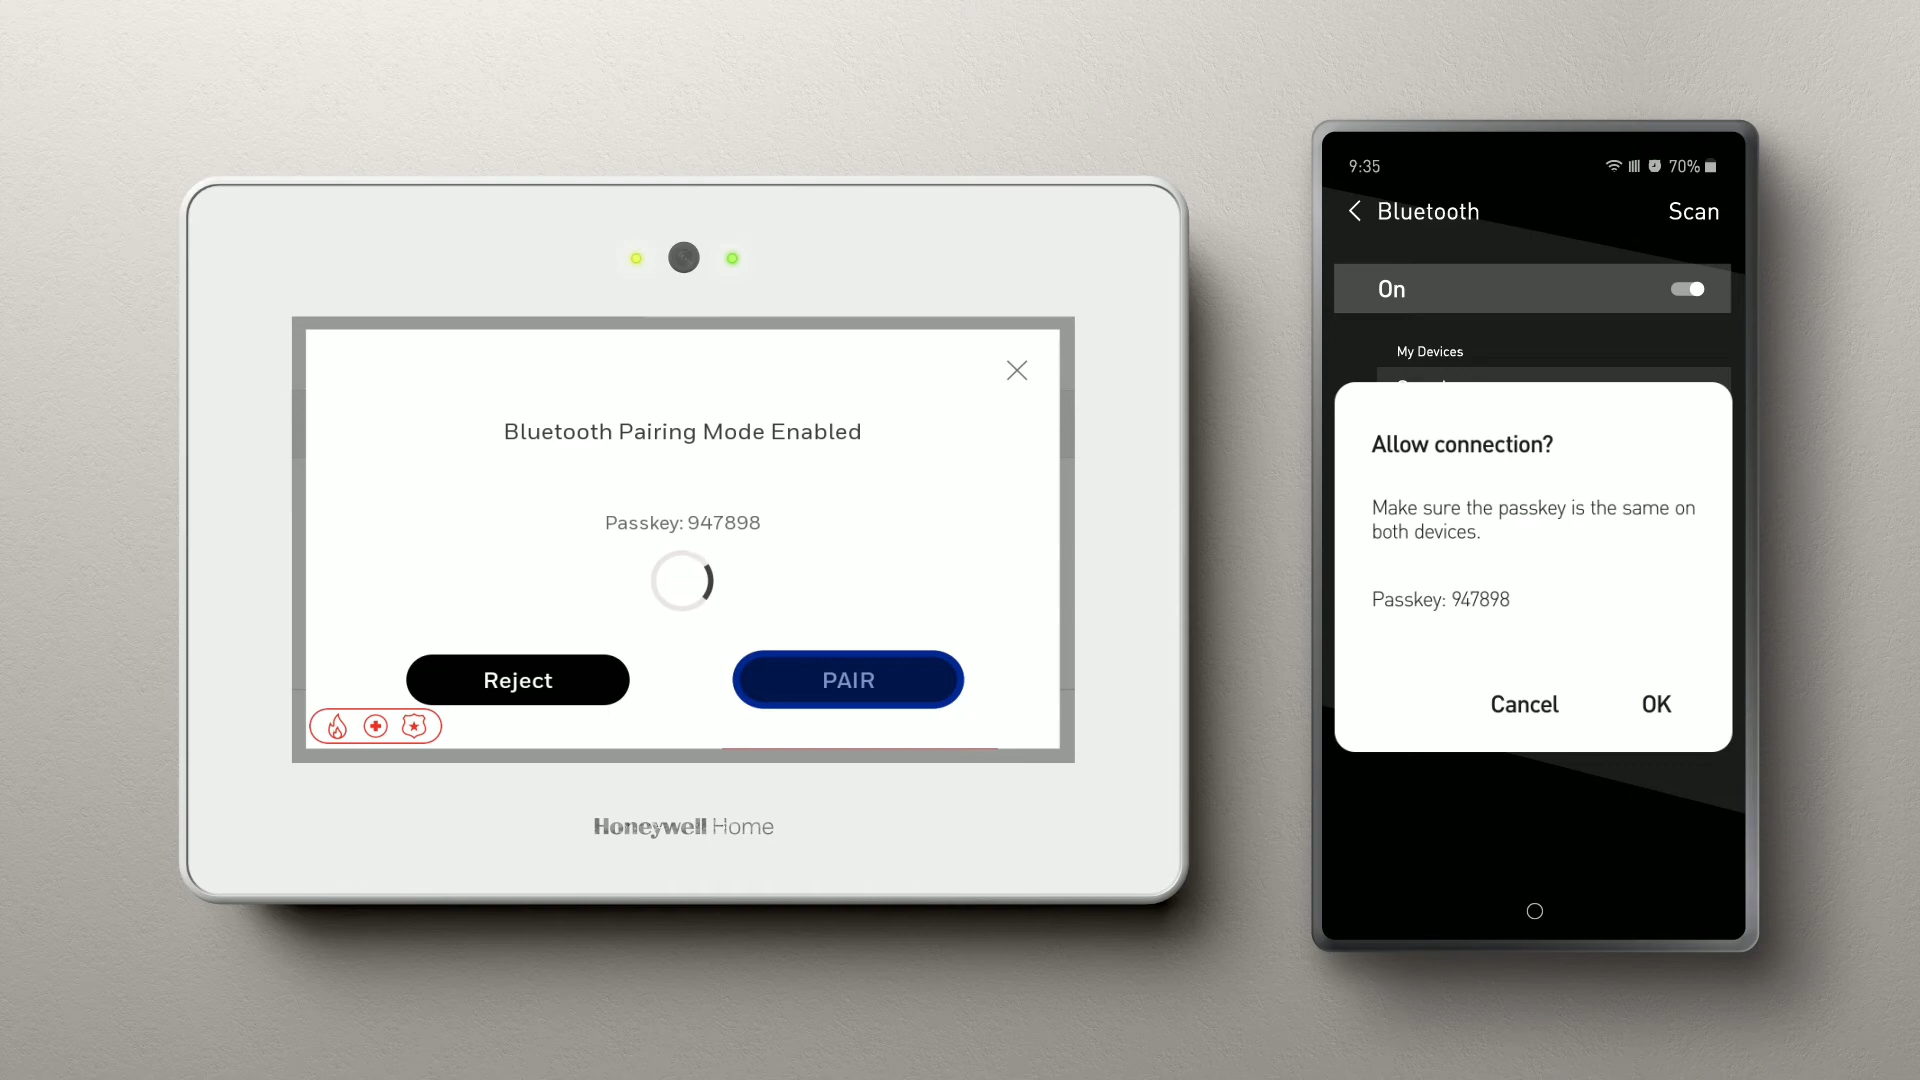 Bluetooth Pairing Mode Enabled
Passkey: 947898
Reject
PAIR
Honeywell Home
9:35
70%
Bluetooth
Scan
On
My Devices
Allow connection?
Make sure the passkey is the same on
both devices.
Passkey: 947898
Cancel
OK